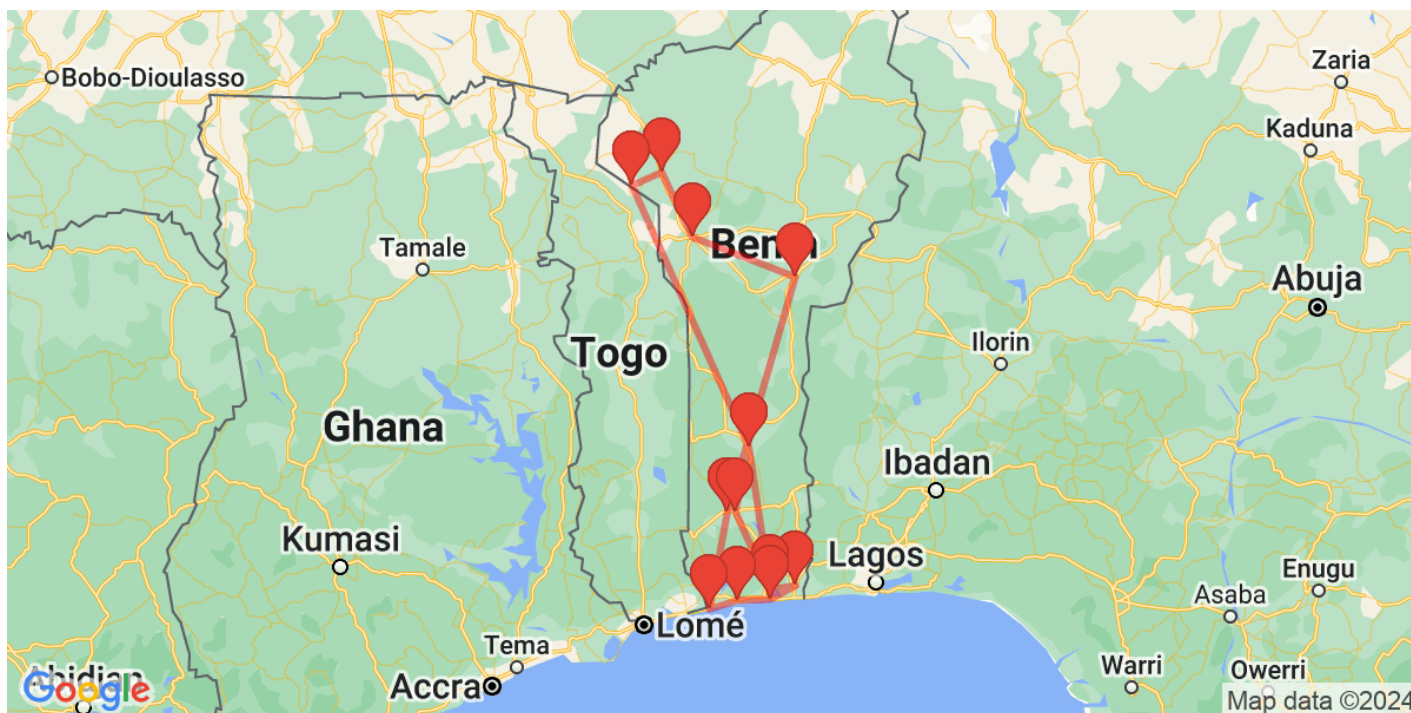 Bobo-Dioulasso
Zaria
Kaduna
Tamale
Benin
Abuja
Togo
Ilorin
Ghana
Ibadan
Kumasi
Lagos
Enugu
Asaba
Lomé
Tema
Warri
Owerri
Abidjan
Accra
Google
Map data ©2024